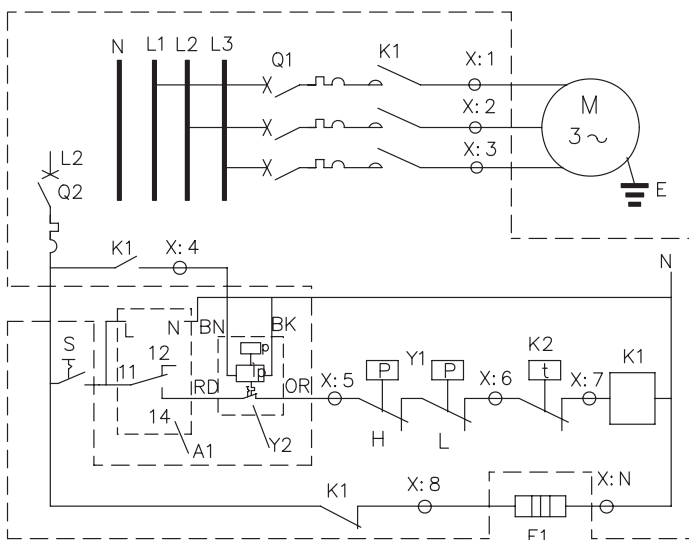 N L1 L2 L3
Q1
K1
X:1
X:2
X:3
M
3~
E
L2
Q2
N
K1
X:4
S
L
N
BN
BK
11
12
14
RD
OR
A1
Y2
X:5
P
Y1
P
H
L
X:6
K2
t
X:7
K1
K1
X:8
X:N